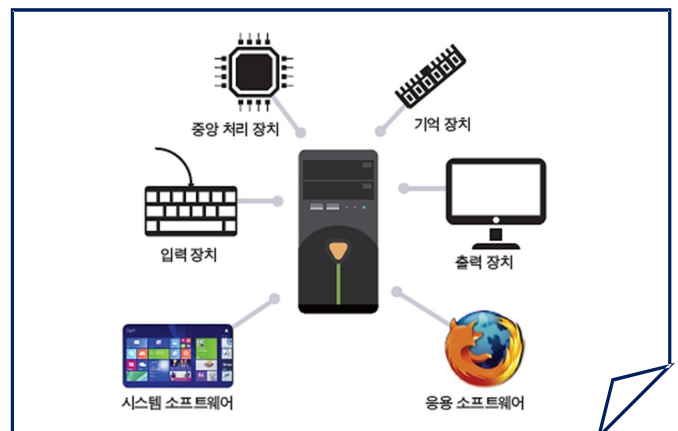 중앙 처리 장치
기억 장치
입력 장치
출력 장치
Start
시스템 소프트웨어
응용 소프트웨어